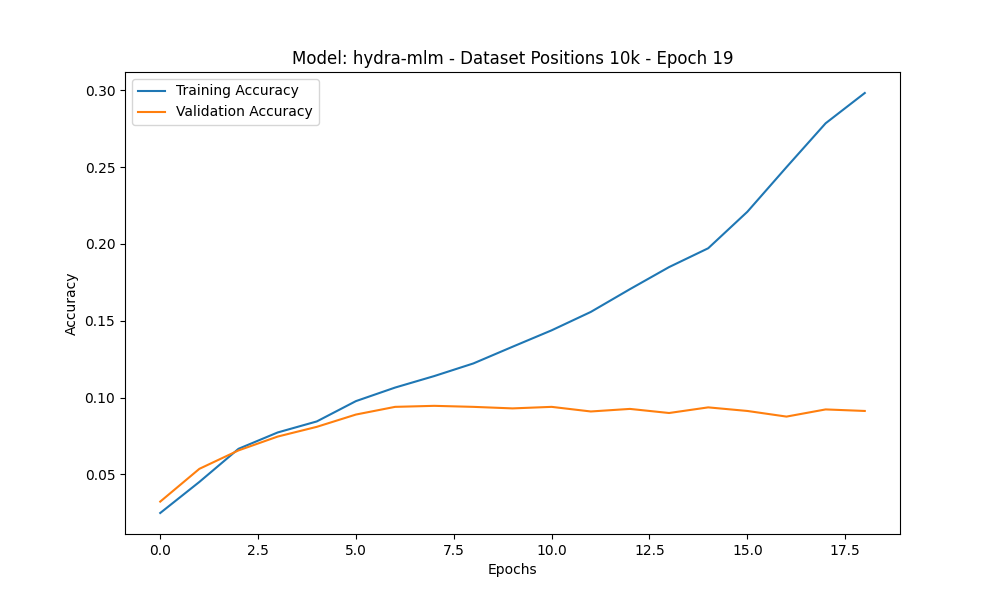 Model: hydra-mlm - Dataset Positions 10k - Epoch 19
Training Accuracy
Validation Accuracy
0.30
0.25
0.20
0.15
0.10
0.05
Accuracy
0.0 2.5 5.0 7.5 10.0 12.5 15.0 17.5
Epochs